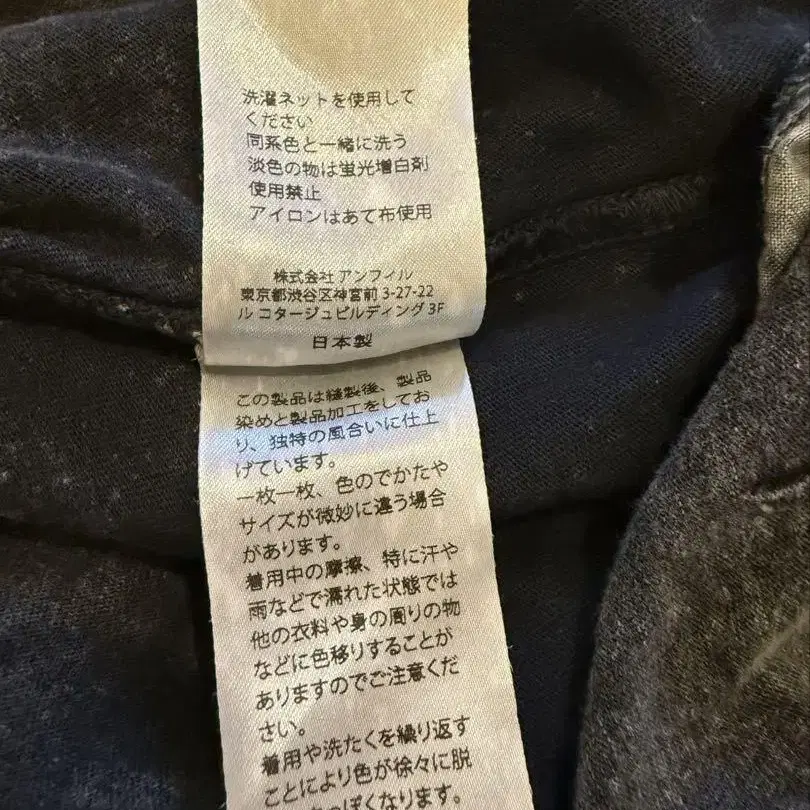 洗濯ネットを使用して
ください
同系色と一緒に洗う
淡色の物は蛍光増白剤
使用禁止
アイロンはあて布使用
株式会社 アンフィル
東京都渋谷区神宮前 3-27-22
ル コタージュビルディング 3F
日本製
この製品は縫製後、製品
染めと製品加工をしてお
り、独特の風合いに仕上
げています。
一枚一枚、色のでかたや
サイズが微妙に違う場合
があります。
着用中の摩擦、特に汗や
雨などで濡れた状態では
他の衣料や身の周りの物
などに色移りすることが
ありますのでご注意くだ
さい。
着用や洗たくを繰り返す
ことにより色が徐々に脱
っぽくなります。